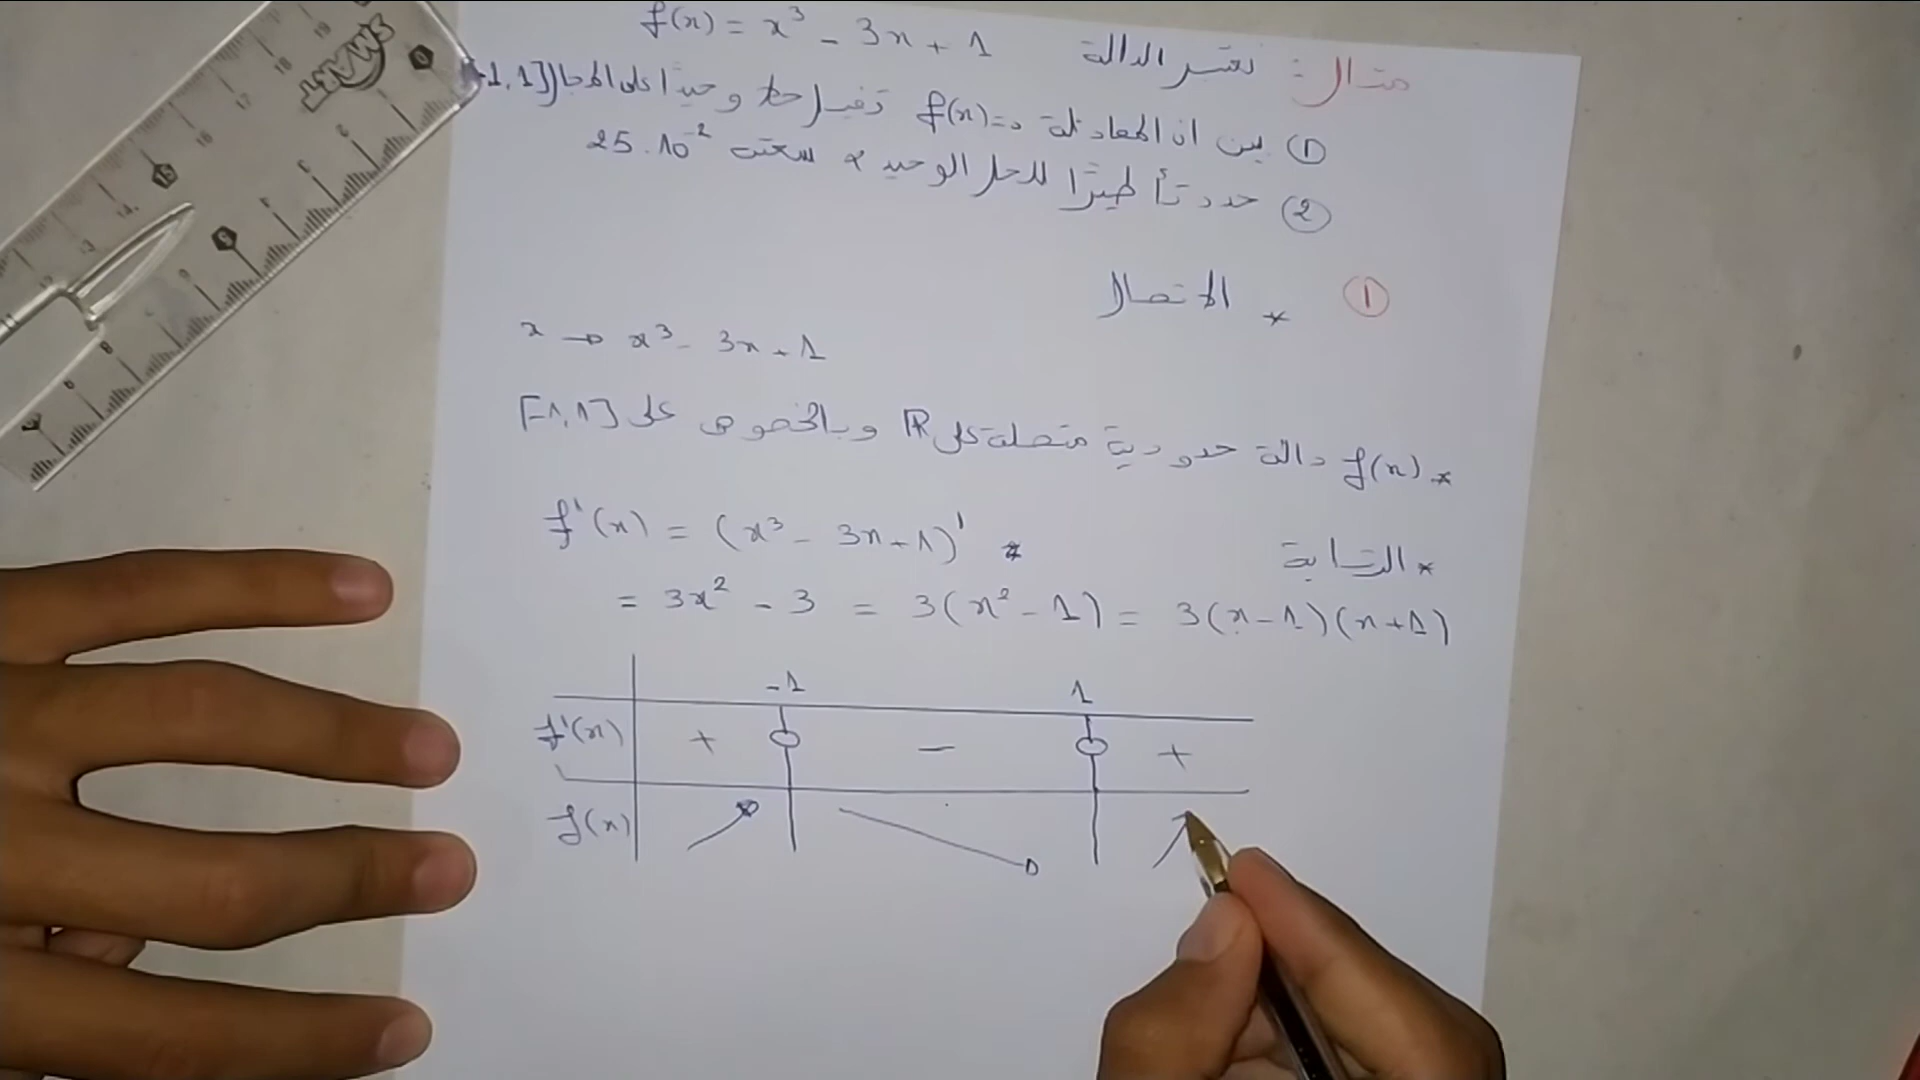 مثال: نعتبر الدالة f(x) = x³ - 3x + 1
① بين ان المعادلة f(x)=0 تقبل حلا وحيدا على المجال [-1,1]
② حدد تأطيرًا للحل الوحيد α سعته 25.10⁻²
① * الاتصال
x → x³ - 3x + 1
* f(x) دالة حدودية متصلة على ℝ وبالخصوص على [-1,1]
* الرتابة * f'(x) = (x³ - 3x + 1)'
= 3x² - 3 = 3(x² - 1) = 3(x-1)(x+1)
-1 1
f'(x) + 0 - 0 +
f(x)
SMART